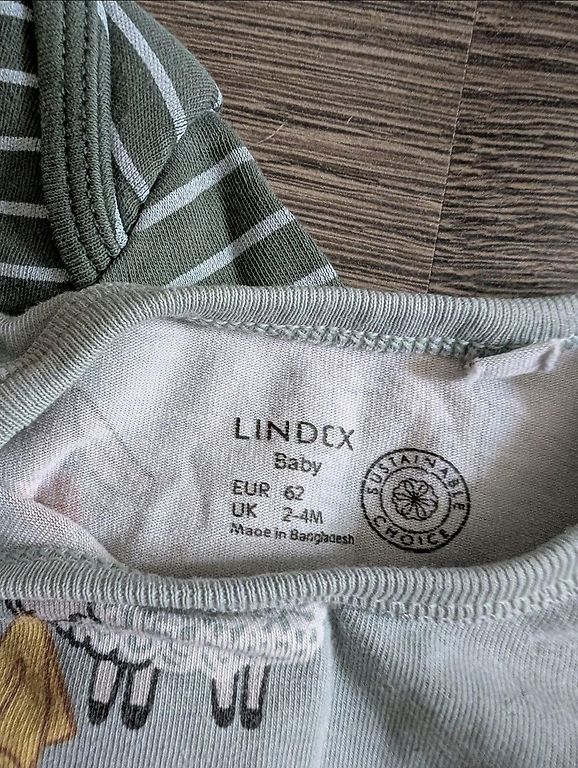 LINDEX
Baby
EUR 62
UK 2-4M
Made in Bangladesh
SUSTAINABLE
CHOICE